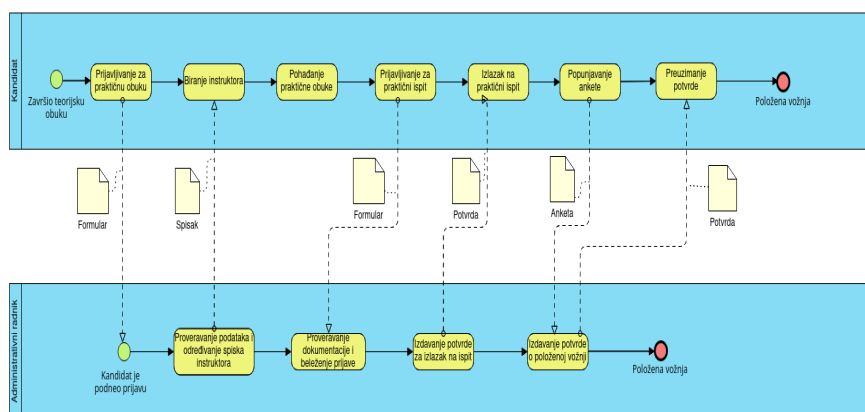 Kandidat
Prijavljivanje za
praktičnu obuku
Biranje instruktora
Pohađanje
praktične obuke
Prijavljivanje za
praktični ispit
Izlazak na
praktični ispit
Popunjavanje
ankete
Preuzimanje
potvrde
Završio teorijsku
obuku
Položena vožnja
Formular
Spisak
Formular
Potvrda
Anketa
Potvrda
Administrativni radnik
Proveravanje podataka i
određivanje spiska
instruktora
Proveravanje
dokumentacije i
beleženje prijave
Izdavanje potvrde
za izlazak na ispit
Izdavanje potvrde
o položenoj vožnji
Kandidat je
podneo prijavu
Položena vožnja